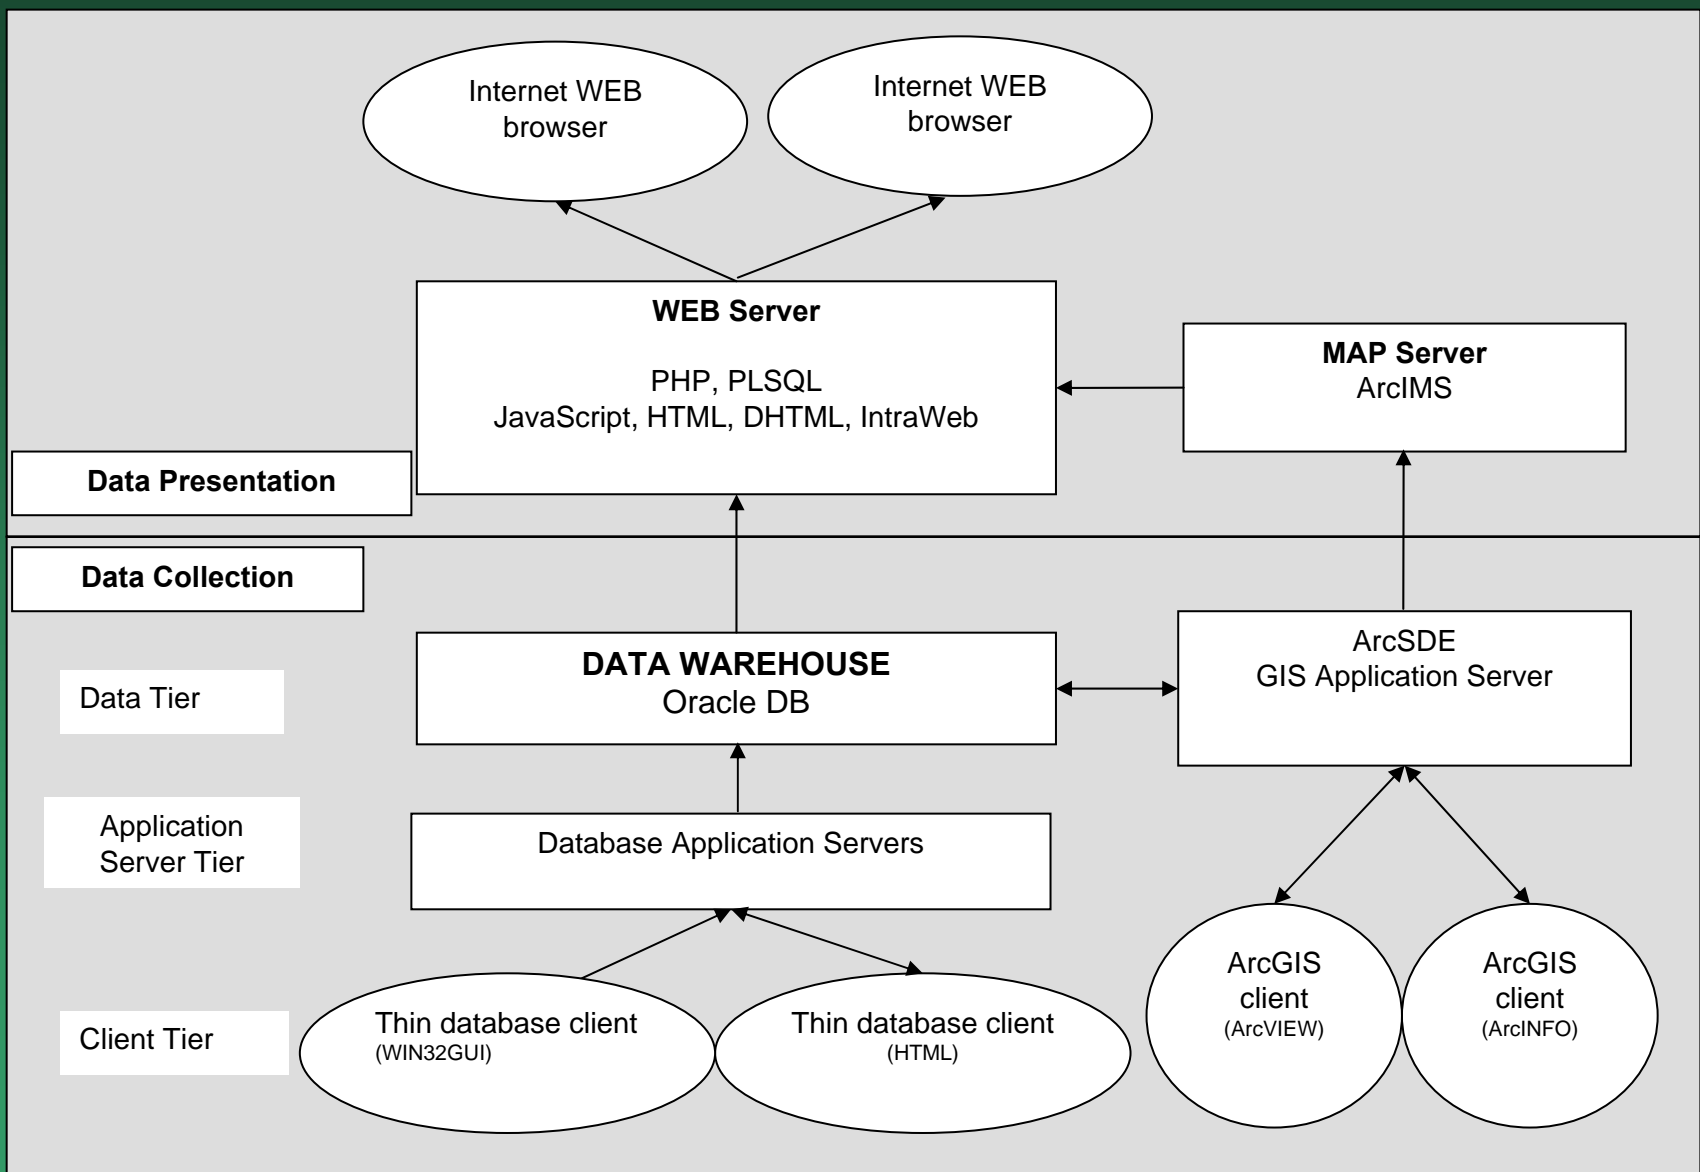 Internet WEB
browser
Internet WEB
browser
WEB Server
PHP, PLSQL
JavaScript, HTML, DHTML, IntraWeb
MAP Server
ArcIMS
Data Presentation
Data Collection
Data Tier
DATA WAREHOUSE
Oracle DB
ArcSDE
GIS Application Server
Application
Server Tier
Database Application Servers
Client Tier
Thin database client
(WIN32GUI)
Thin database client
(HTML)
ArcGIS
client
(ArcVIEW)
ArcGIS
client
(ArcINFO)